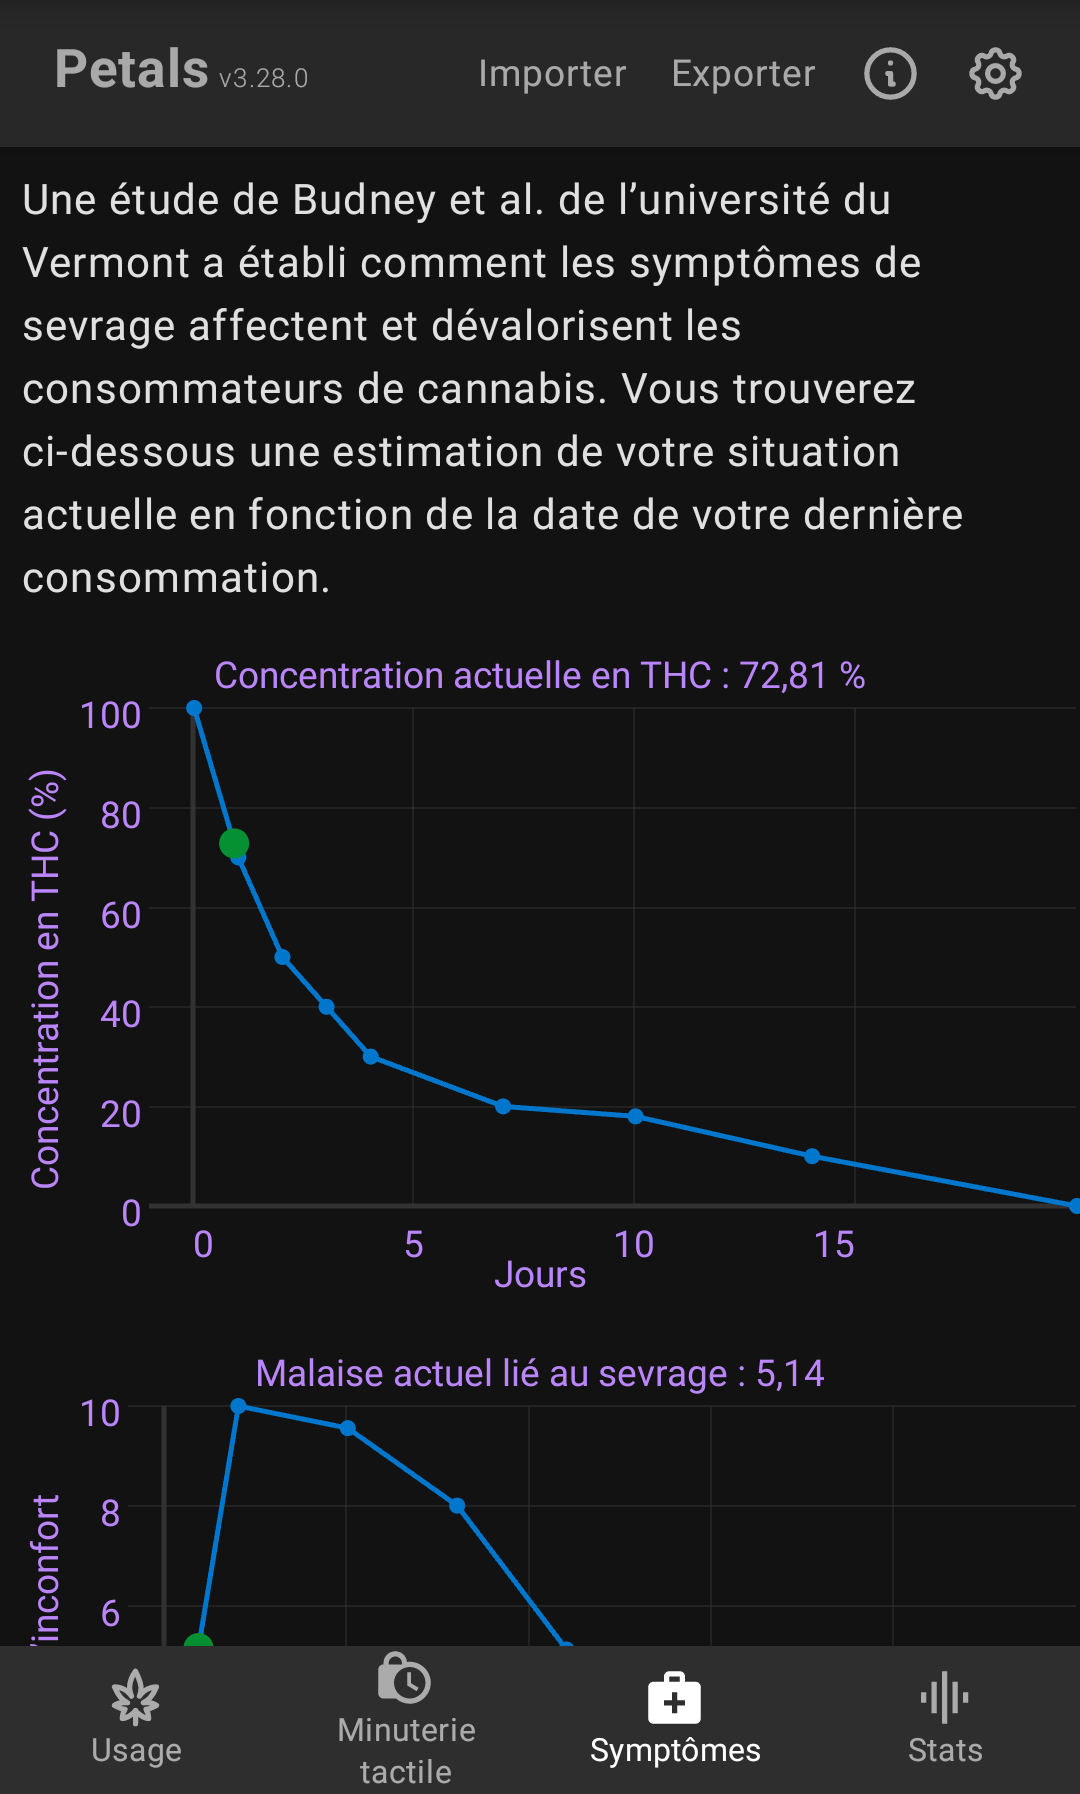 Petals v3.28.0 Importer Exporter
Une étude de Budney et al. de l’université du
Vermont a établi comment les symptômes de
sevrage affectent et dévalorisent les
consommateurs de cannabis. Vous trouverez
ci-dessous une estimation de votre situation
actuelle en fonction de la date de votre dernière
consommation.
Concentration actuelle en THC : 72,81 %
Concentration en THC (%)
100
80
60
40
20
0
0 5 10 15
Jours
Malaise actuel lié au sevrage : 5,14
10
8
6
'inconfort
Usage
Minuterie
tactile
Symptômes
Stats